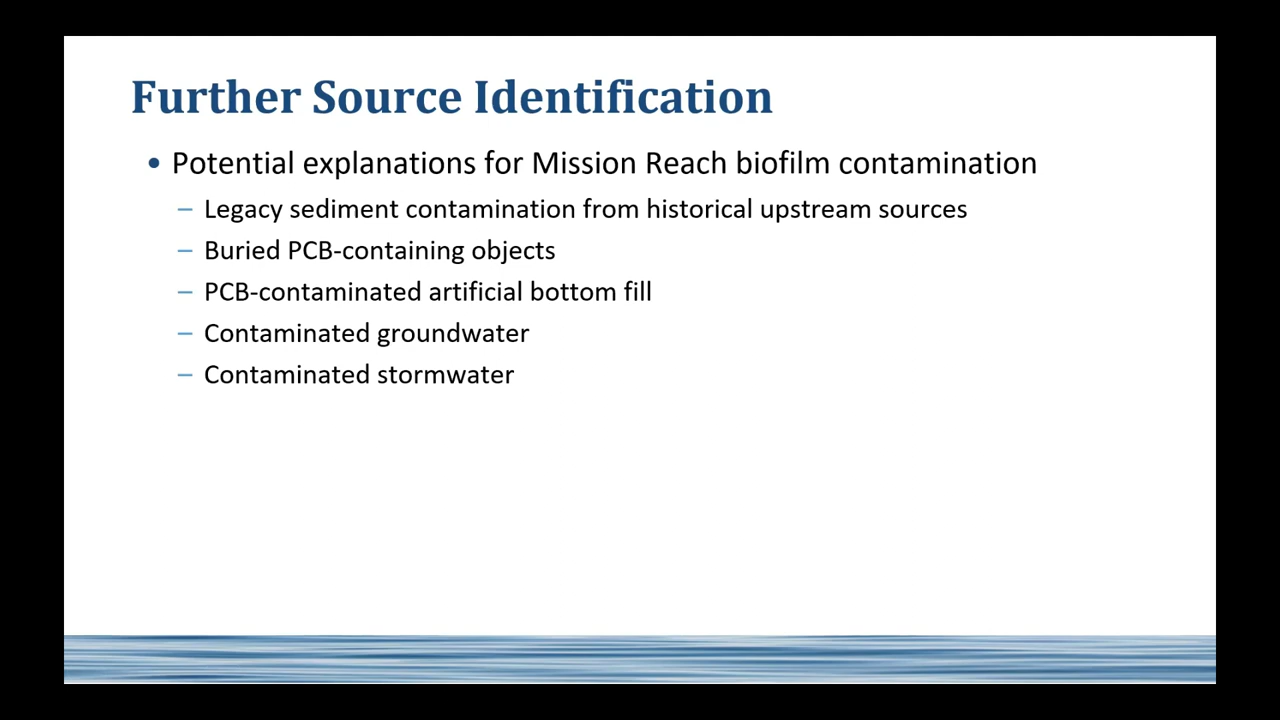 Further Source Identification
• Potential explanations for Mission Reach biofilm contamination
– Legacy sediment contamination from historical upstream sources
– Buried PCB-containing objects
– PCB-contaminated artificial bottom fill
– Contaminated groundwater
– Contaminated stormwater